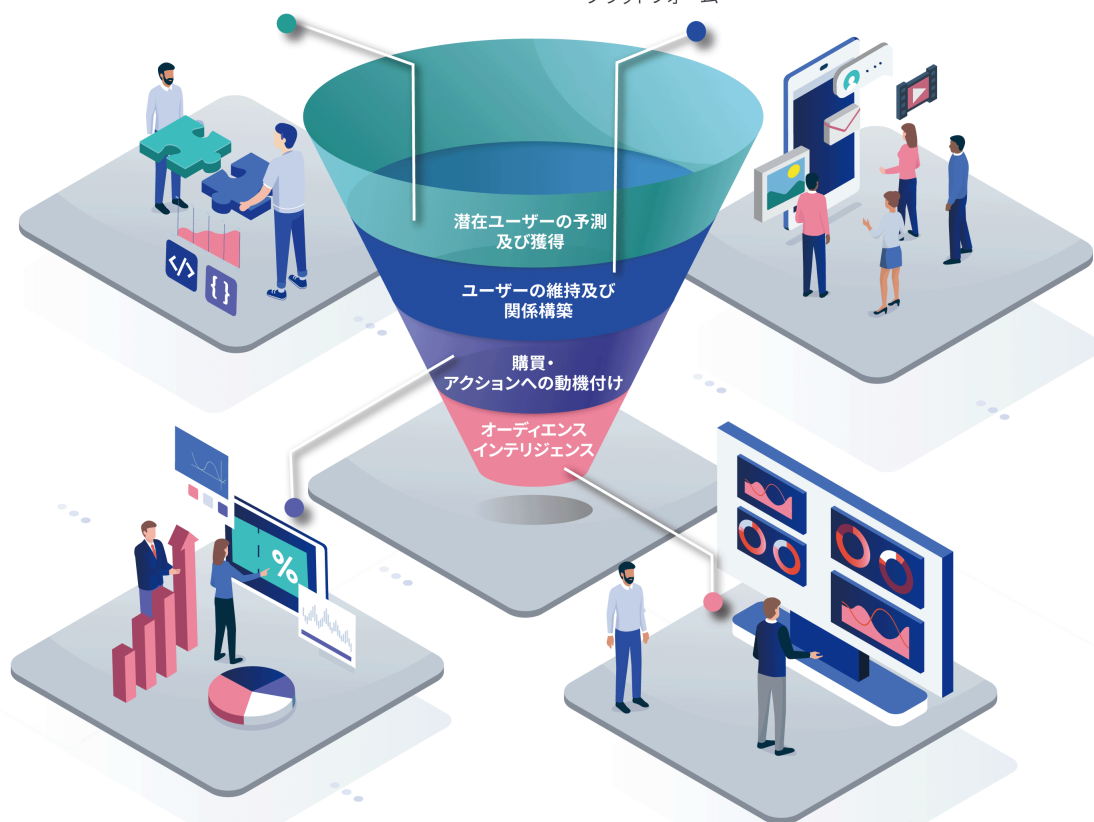 潜在ユーザーの予測
及び獲得
ユーザーの維持及び
関係構築
購買・
アクションへの動機付け
オーディエンス
インテリジェンス
</>
{ }
%